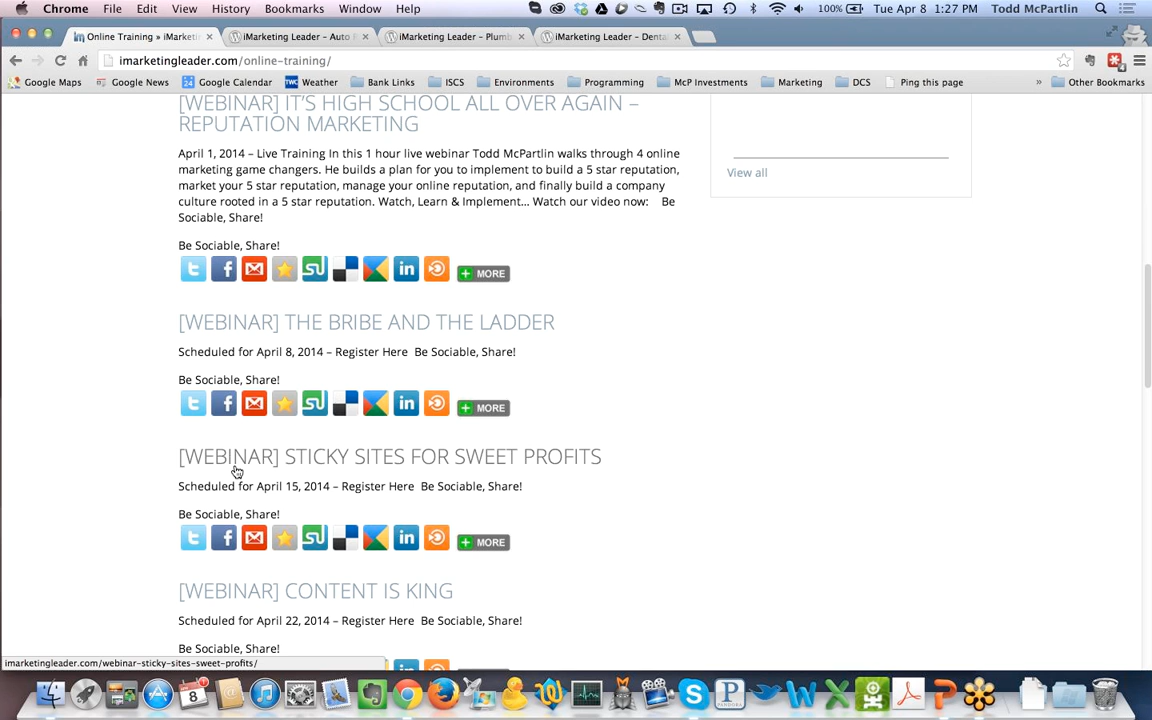 Chrome File Edit View History Bookmarks Window Help 100% Tue Apr 8 1:27 PM Todd McPartlin
Online Training » iMarketi iMarketing Leader – Auto R iMarketing Leader – Plumb iMarketing Leader – Denta
imarketingleader.com/online-training/
Google Maps Google News 24 Google Calendar TWC Weather Bank Links ISCS Environments Programming McP Investments Marketing DCS Ping this page » Other Bookmarks
[WEBINAR] IT'S HIGH SCHOOL ALL OVER AGAIN –
REPUTATION MARKETING
April 1, 2014 – Live Training In this 1 hour live webinar Todd McPartlin walks through 4 online
marketing game changers. He builds a plan for you to implement to build a 5 star reputation,
market your 5 star reputation, manage your online reputation, and finally build a company
culture rooted in a 5 star reputation. Watch, Learn & Implement... Watch our video now: Be
Sociable, Share!
View all
Be Sociable, Share!
MORE
[WEBINAR] THE BRIBE AND THE LADDER
Scheduled for April 8, 2014 – Register Here Be Sociable, Share!
Be Sociable, Share!
MORE
[WEBINAR] STICKY SITES FOR SWEET PROFITS
Scheduled for April 15, 2014 – Register Here Be Sociable, Share!
Be Sociable, Share!
MORE
[WEBINAR] CONTENT IS KING
Scheduled for April 22, 2014 – Register Here Be Sociable, Share!
Be Sociable, Share!
imarketingleader.com/webinar-sticky-sites-sweet-profits/